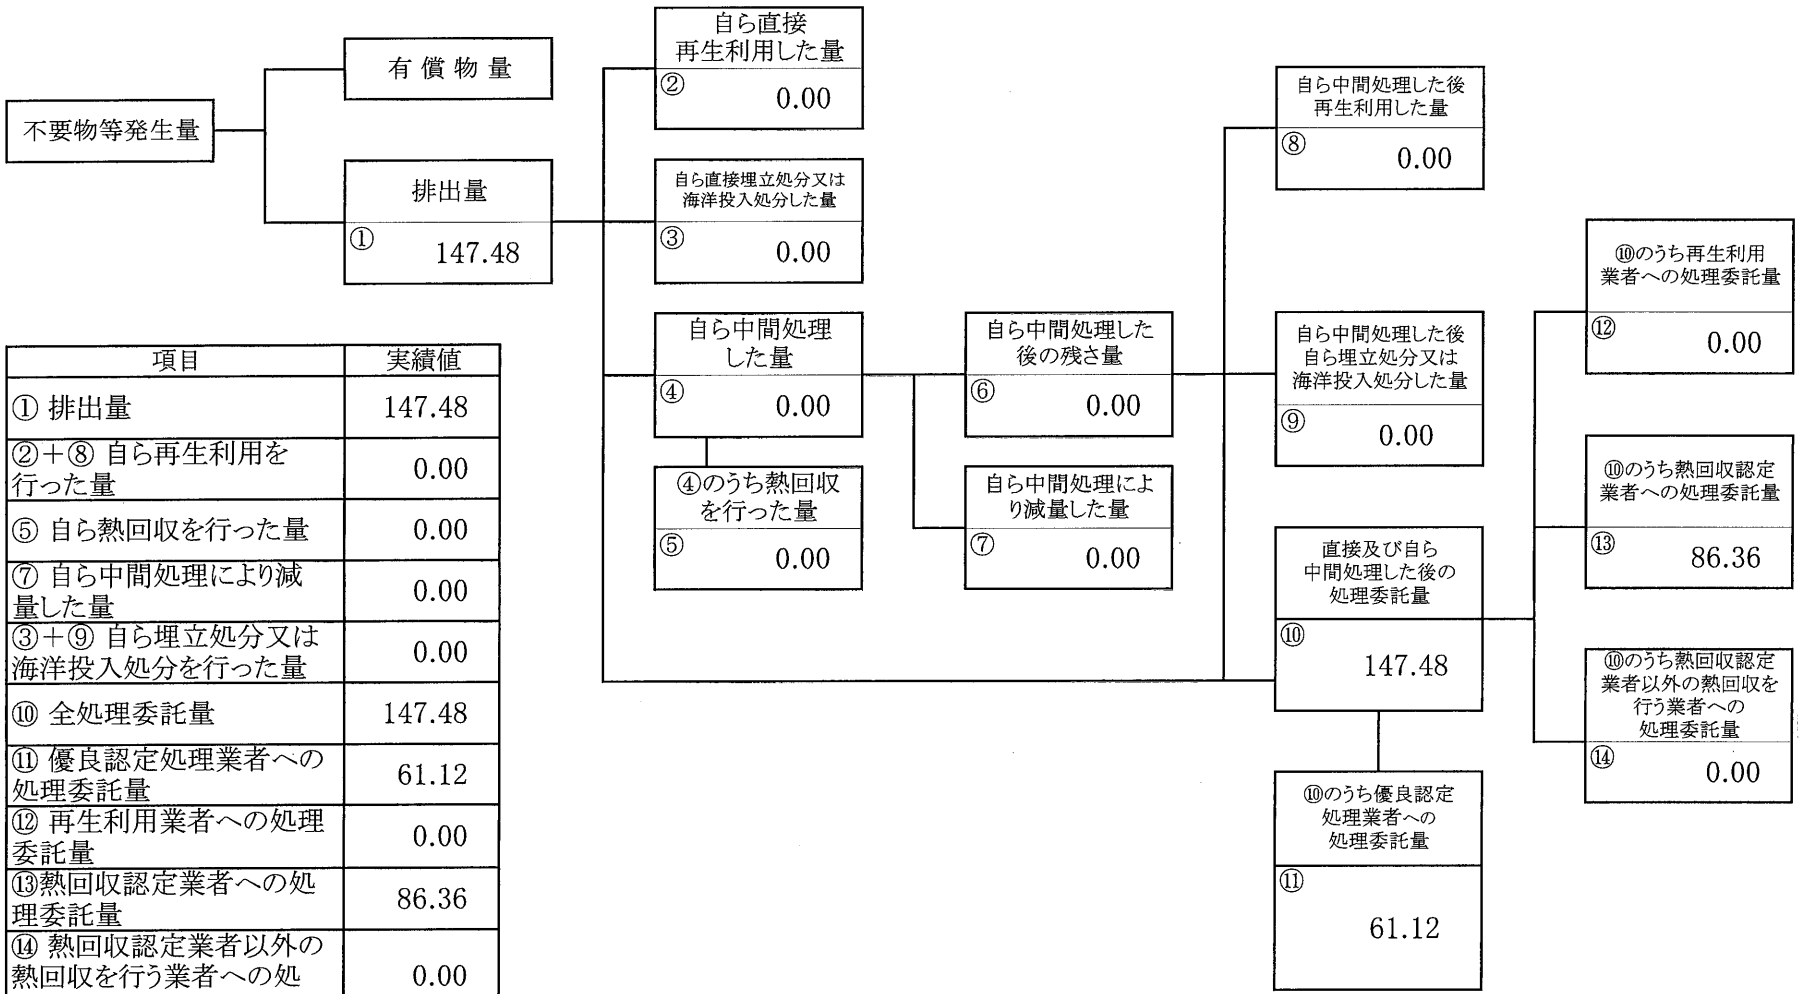 不要物等発生量
有償物量
排出量
①
147.48
自ら直接
再生利用した量
②
0.00
自ら直接埋立処分又は
海洋投入処分した量
③
0.00
自ら中間処理
した量
④
0.00
④のうち熱回収
を行った量
⑤
0.00
自ら中間処理した
後の残さ量
⑥
0.00
自ら中間処理によ
り減量した量
⑦
0.00
自ら中間処理した後
再生利用した量
⑧
0.00
自ら中間処理した後
自ら埋立処分又は
海洋投入処分した量
⑨
0.00
直接及び自ら
中間処理した後の
処理委託量
⑩
147.48
⑩のうち優良認定
処理業者への
処理委託量
⑪
61.12
⑩のうち再生利用
業者への処理委託量
⑫
0.00
⑩のうち熱回収認定
業者への処理委託量
⑬
86.36
⑩のうち熱回収認定
業者以外の熱回収を
行う業者への
処理委託量
⑭
0.00
項目 実績値
① 排出量 147.48
②+⑧ 自ら再生利用を
行った量 0.00
⑤ 自ら熱回収を行った量 0.00
⑦ 自ら中間処理により減
量した量 0.00
③+⑨ 自ら埋立処分又は
海洋投入処分を行った量 0.00
⑩ 全処理委託量 147.48
⑪ 優良認定処理業者への
処理委託量 61.12
⑫ 再生利用業者への処理
委託量 0.00
⑬熱回収認定業者への処
理委託量 86.36
⑭ 熱回収認定業者以外の
熱回収を行う業者への処 0.00